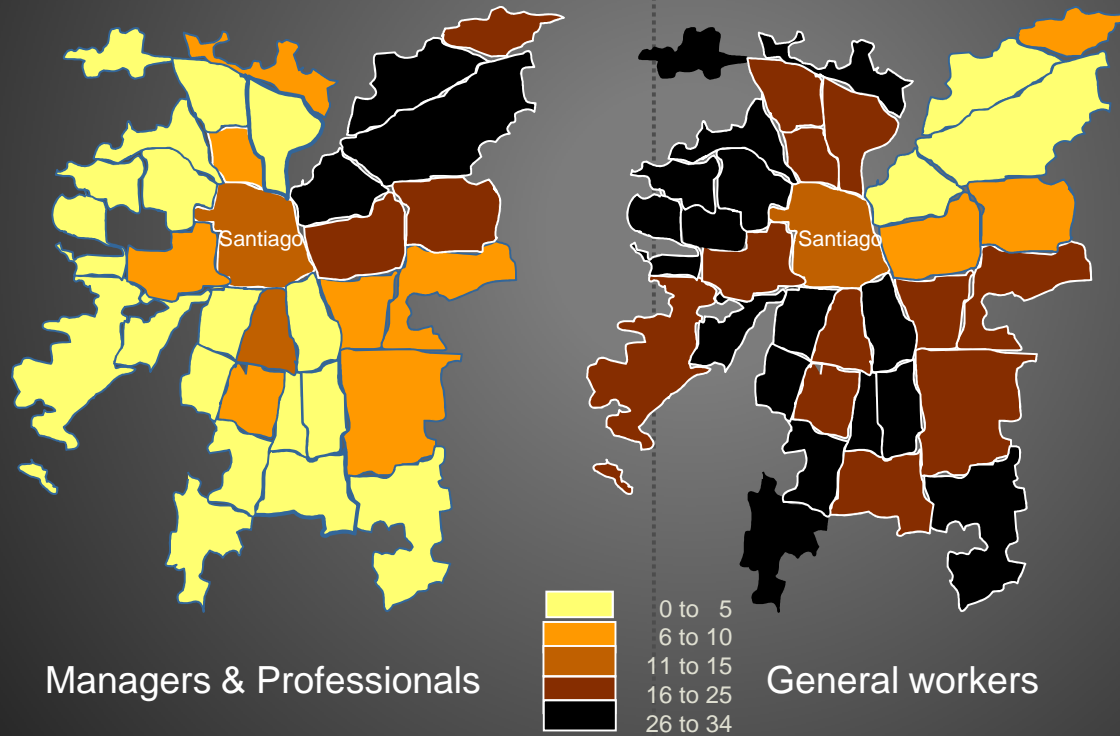 Santiago
Santiago
0 to 5
6 to 10
11 to 15
16 to 25
26 to 34
Managers & Professionals
General workers